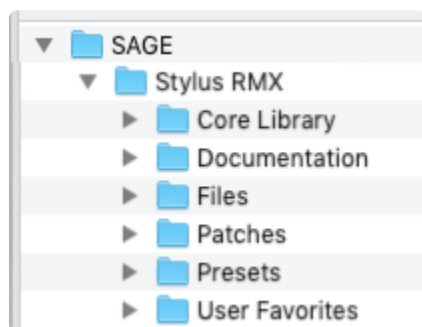 SAGE
Stylus RMX
Core Library
Documentation
Files
Patches
Presets
User Favorites